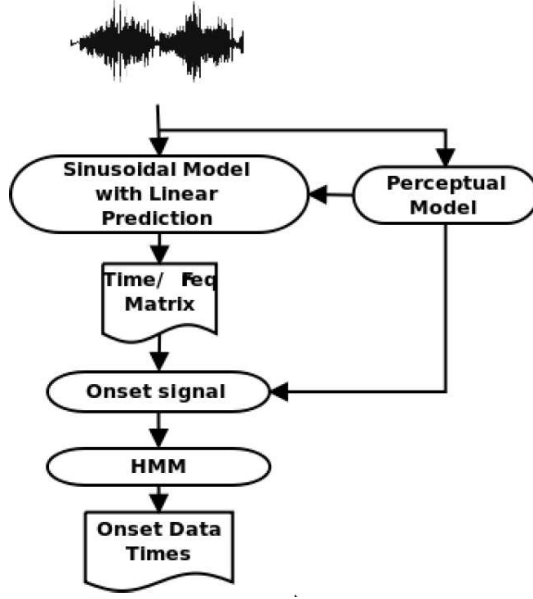 Sinusoidal Model
with Linear
Prediction
Perceptual
Model
Time/ Feq
Matrix
Onset signal
HMM
Onset Data
Times